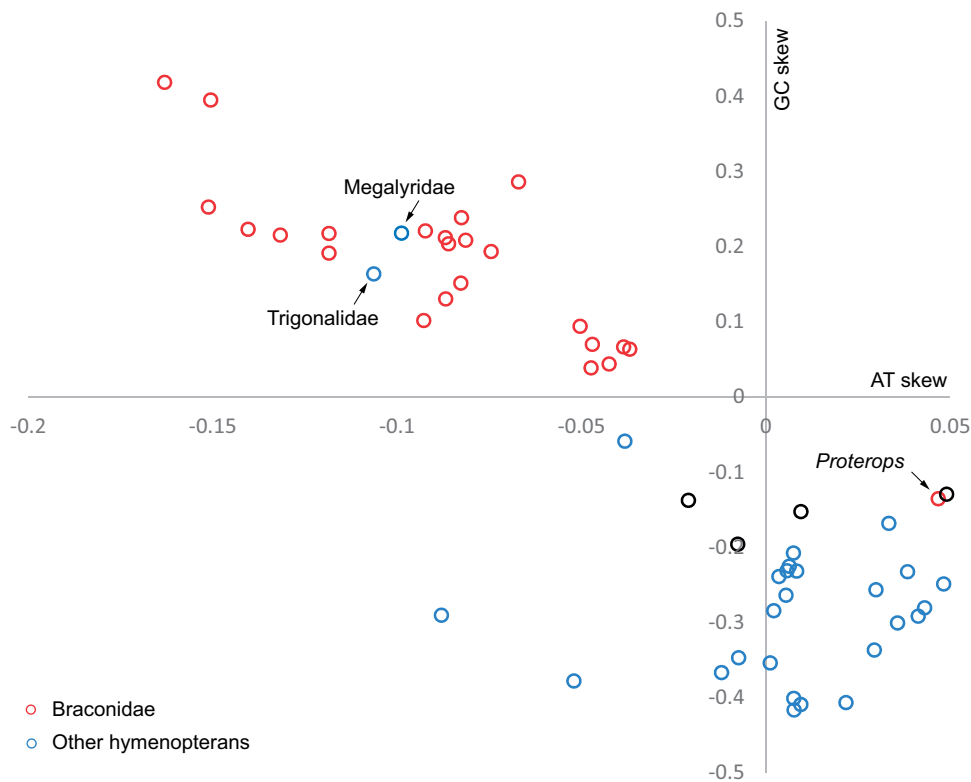 0.5
GC skew
0.4
0.3
Megalyridae
0.2
Trigonalidae
0.1
0
AT skew
-0.2
-0.15
-0.1
-0.05
0
0.05
-0.1
Proterops
-0.2
-0.3
-0.4
-0.5
Braconidae
Other hymenopterans